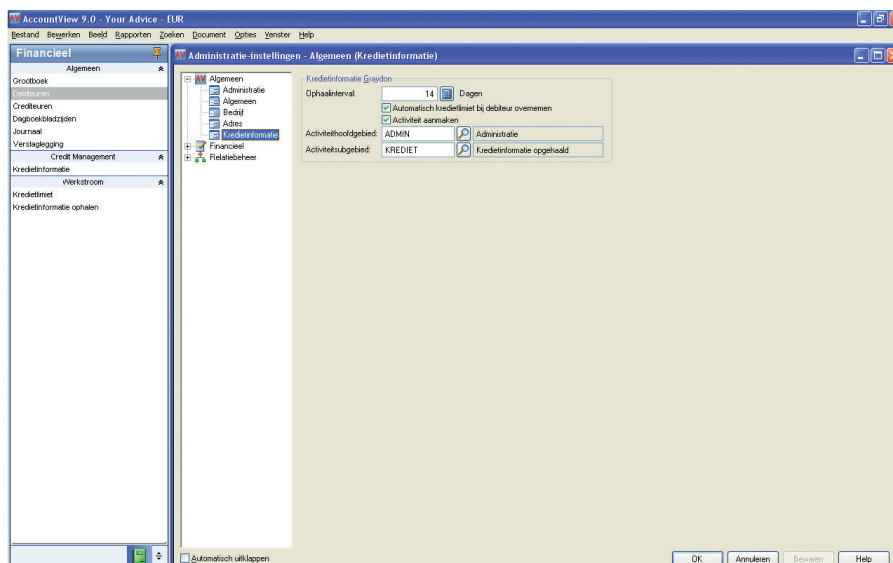 AccountView 9.0 - Your Advice - EUR
Bestand Bewerken Beeld Rapporten Zoeken Document Opties Venster Help
Financieel
Algemeen
Grootboek
Debiteuren
Crediteuren
Dagboekbladzijden
Journaal
Verslaglegging
Credit Management
Kredietinformatie
Werkstroom
Kredietlimiet
Kredietinformatie ophalen
Administratie-instellingen - Algemeen (Kredietinformatie)
Algemeen
Administratie
Algemeen
Bedrijf
Adres
Kredietinformatie
Financieel
Relatiebeheer
Kredietinformatie Graydon
Ophaalinterval: 14 Dagen
Automatisch kredietlimiet bij debiteur overnemen
Activiteit aanmaken
Activiteithoofdgebied: ADMIN Administratie
Activiteitsubgebied: KREDIET Kredietinformatie opgehaald
Automatisch uitklappen
OK Annuleren Bewaren Help